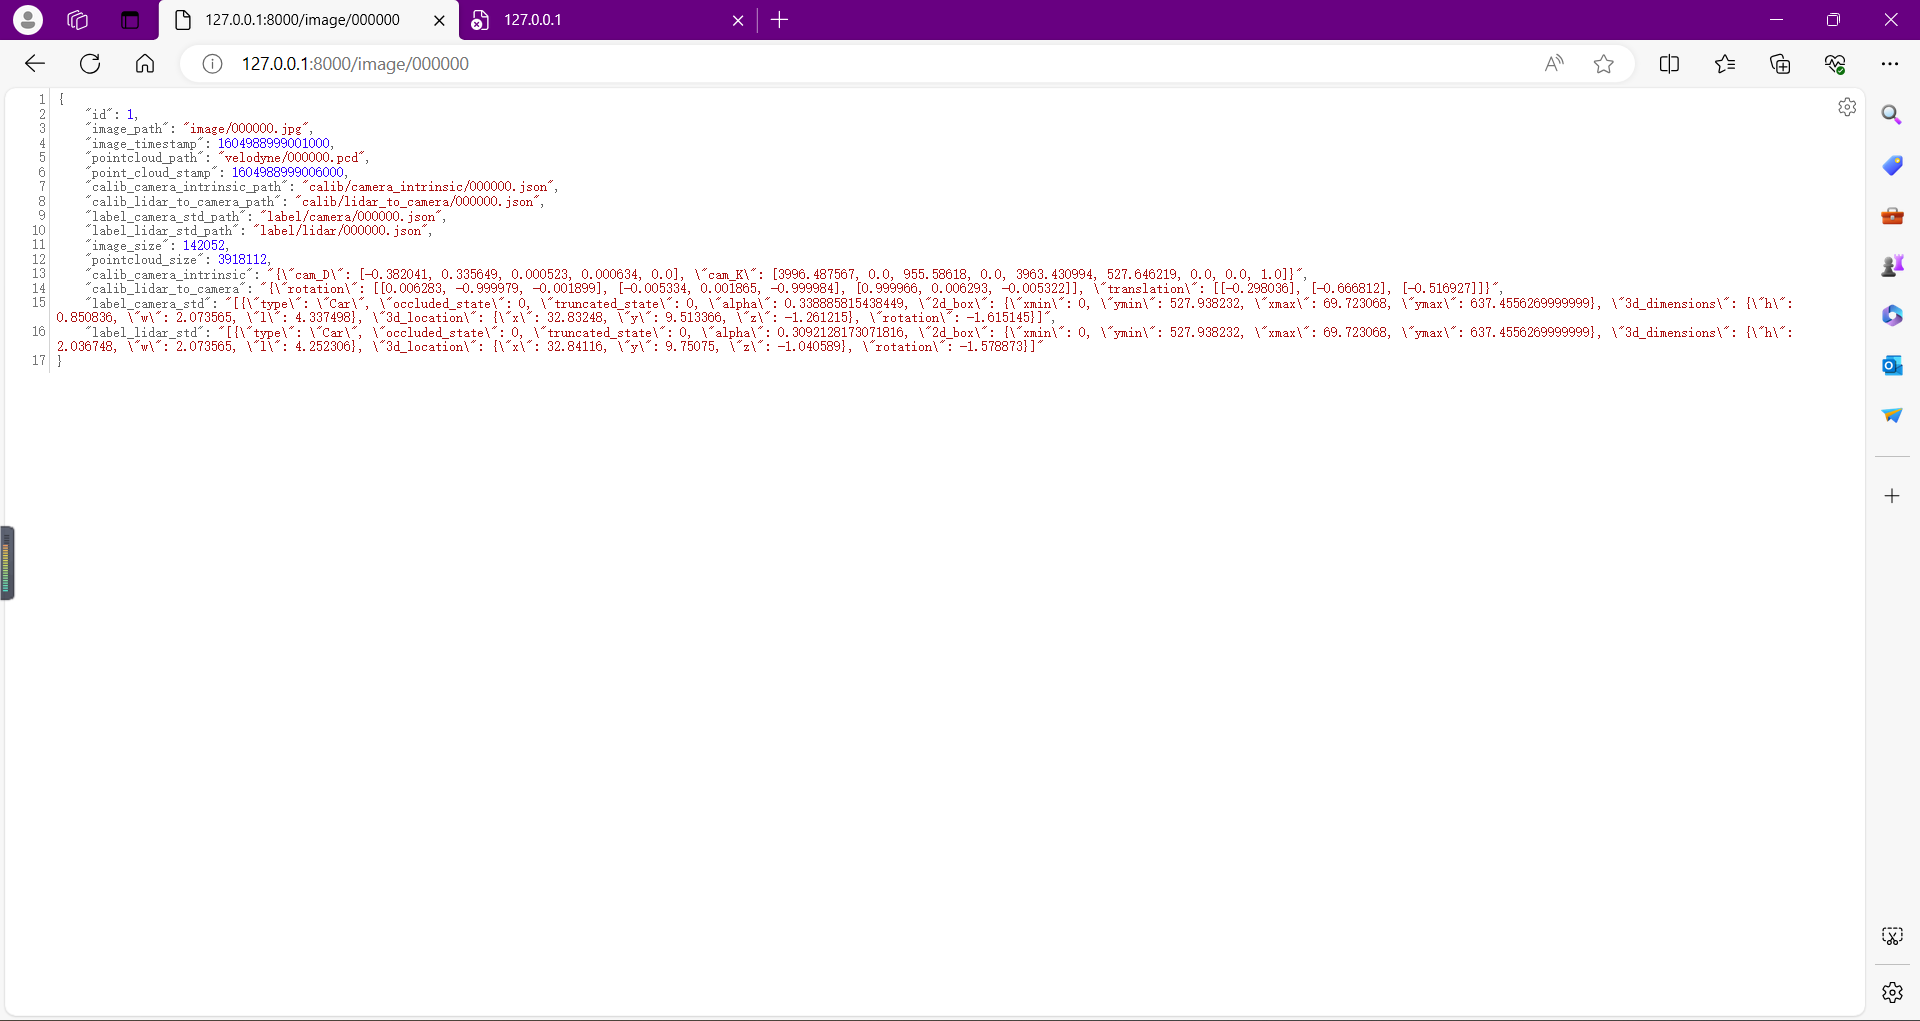 127.0.0.1:8000/image/000000
127.0.0.1
127.0.0.1:8000/image/000000
1 {
2 "id": 1,
3 "image_path": "image/000000.jpg",
4 "image_timestamp": 1604988999001000,
5 "pointcloud_path": "velodyne/000000.pcd",
6 "point_cloud_stamp": 1604988999006000,
7 "calib_camera_intrinsic_path": "calib/camera_intrinsic/000000.json",
8 "calib_lidar_to_camera_path": "calib/lidar_to_camera/000000.json",
9 "label_camera_std_path": "label/camera/000000.json",
10 "label_lidar_std_path": "label/lidar/000000.json",
11 "image_size": 142052,
12 "pointcloud_size": 3918112,
13 "calib_camera_intrinsic": "{\"cam_D\": [-0.382041, 0.335649, 0.000523, 0.000634, 0.0], \"cam_K\": [3996.487567, 0.0, 955.58618, 0.0, 3963.430994, 527.646219, 0.0, 0.0, 1.0]}",
14 "calib_lidar_to_camera": "{\"rotation\": [[0.006283, -0.999979, -0.001899], [-0.005334, 0.001865, -0.999984], [0.999966, 0.006293, -0.005322]], \"translation\": [[-0.298036], [-0.666812], [-0.516927]]}",
15 "label_camera_std": "[{\"type\": \"Car\", \"occluded_state\": 0, \"truncated_state\": 0, \"alpha\": 0.338885815438449, \"2d_box\": {\"xmin\": 0, \"ymin\": 527.938232, \"xmax\": 69.723068, \"ymax\": 637.4556269999999}, \"3d_dimensions\": {\"h\":
0.850836, \"w\": 2.073565, \"l\": 4.337498}, \"3d_location\": {\"x\": 32.83248, \"y\": 9.513366, \"z\": -1.261215}, \"rotation\": -1.615145}]",
16 "label_lidar_std": "[{\"type\": \"Car\", \"occluded_state\": 0, \"truncated_state\": 0, \"alpha\": 0.3092128173071816, \"2d_box\": {\"xmin\": 0, \"ymin\": 527.938232, \"xmax\": 69.723068, \"ymax\": 637.4556269999999}, \"3d_dimensions\": {\"h\":
2.036748, \"w\": 2.073565, \"l\": 4.252306}, \"3d_location\": {\"x\": 32.84116, \"y\": 9.75075, \"z\": -1.040589}, \"rotation\": -1.578873}]"
17 }